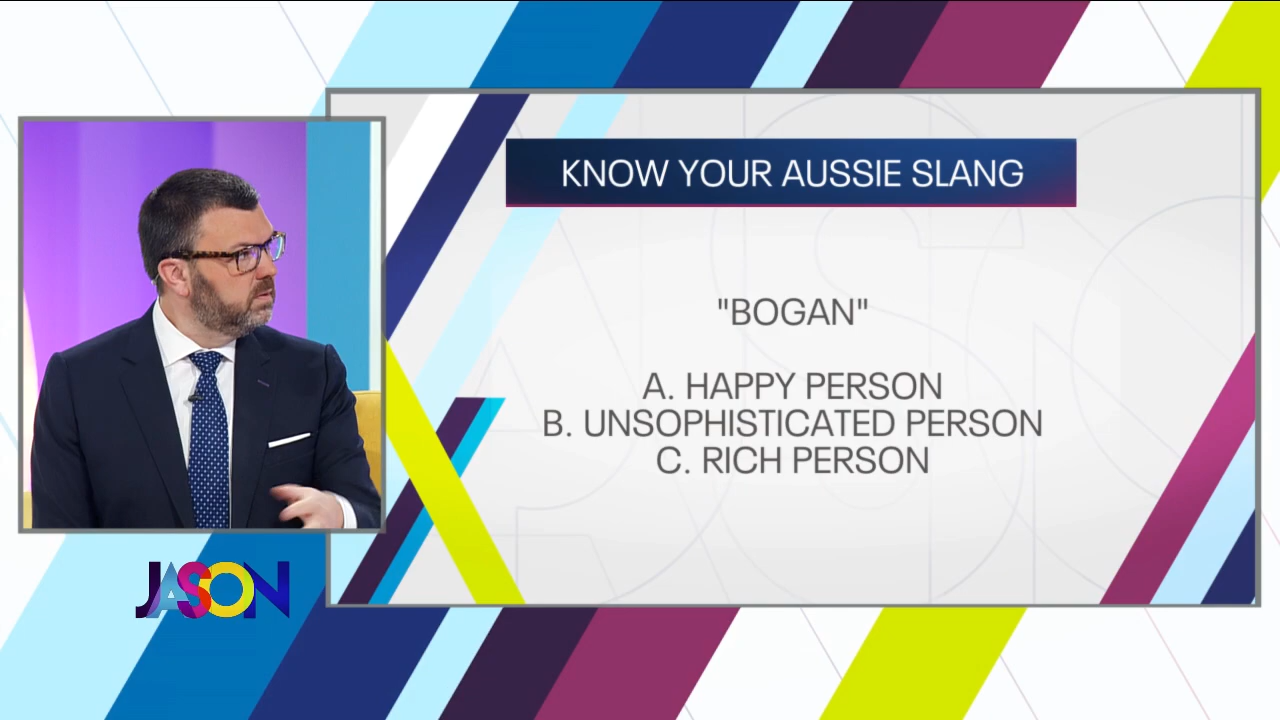 KNOW YOUR AUSSIE SLANG
"BOGAN"
A. HAPPY PERSON
B. UNSOPHISTICATED PERSON
C. RICH PERSON
JASON